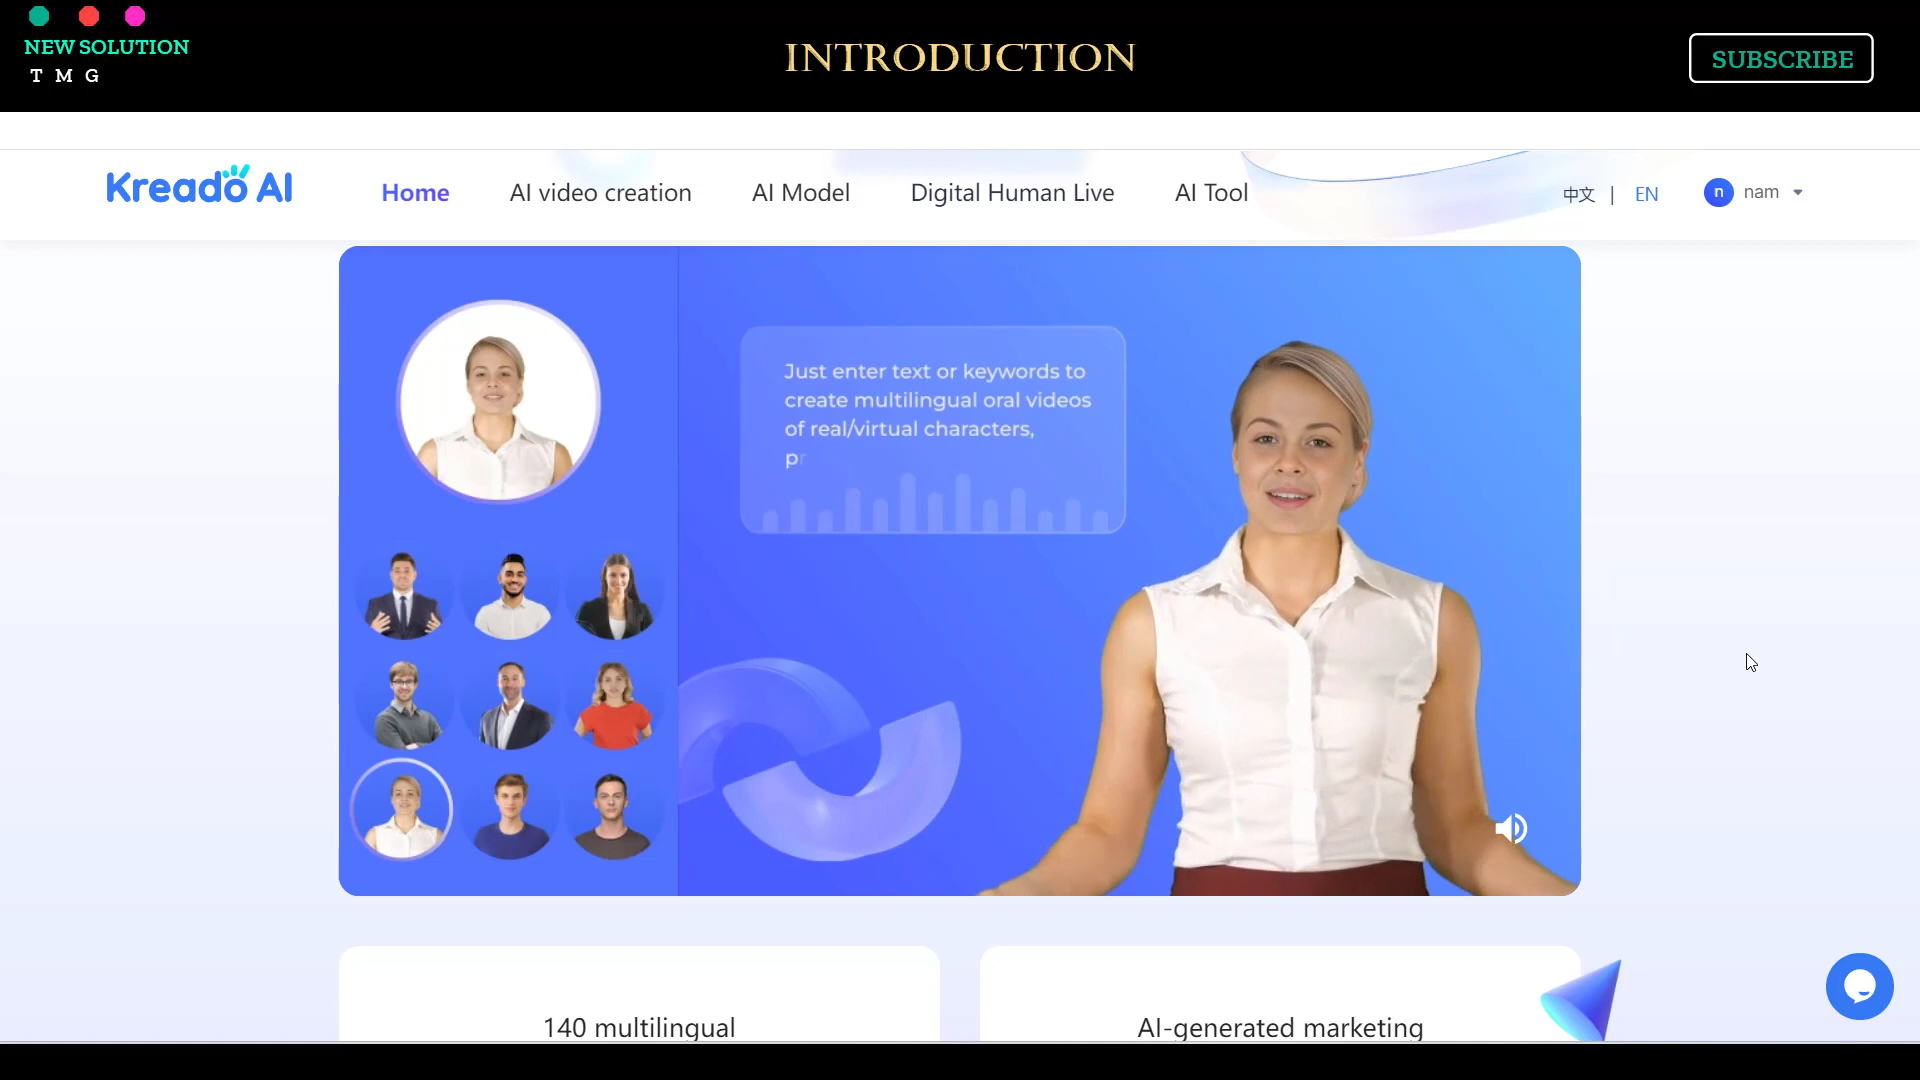 NEW SOLUTION
T M G
INTRODUCTION
SUBSCRIBE
Kreado AI
Home
AI video creation
AI Model
Digital Human Live
AI Tool
中文 | EN
n
nam
Just enter text or keywords to
create multilingual oral videos
of real/virtual characters,
pr
140 multilingual
AI-generated marketing